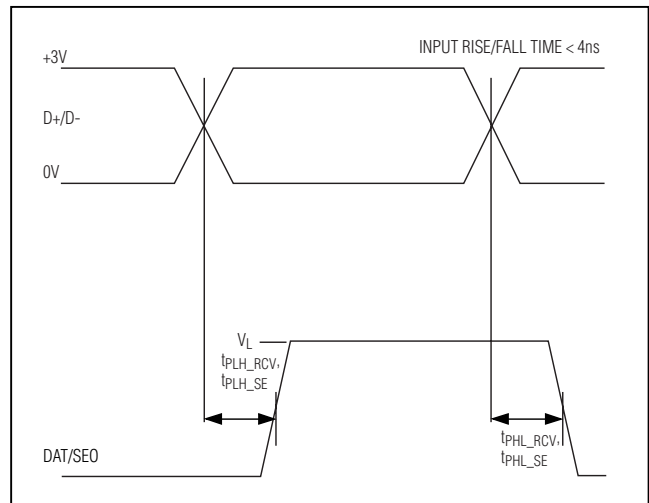 INPUT RISE/FALL TIME < 4ns
+3V
D+/D-
0V
VL
tPLH_RCV,
tPLH_SE
tPHL_RCV,
tPHL_SE
DAT/SE0